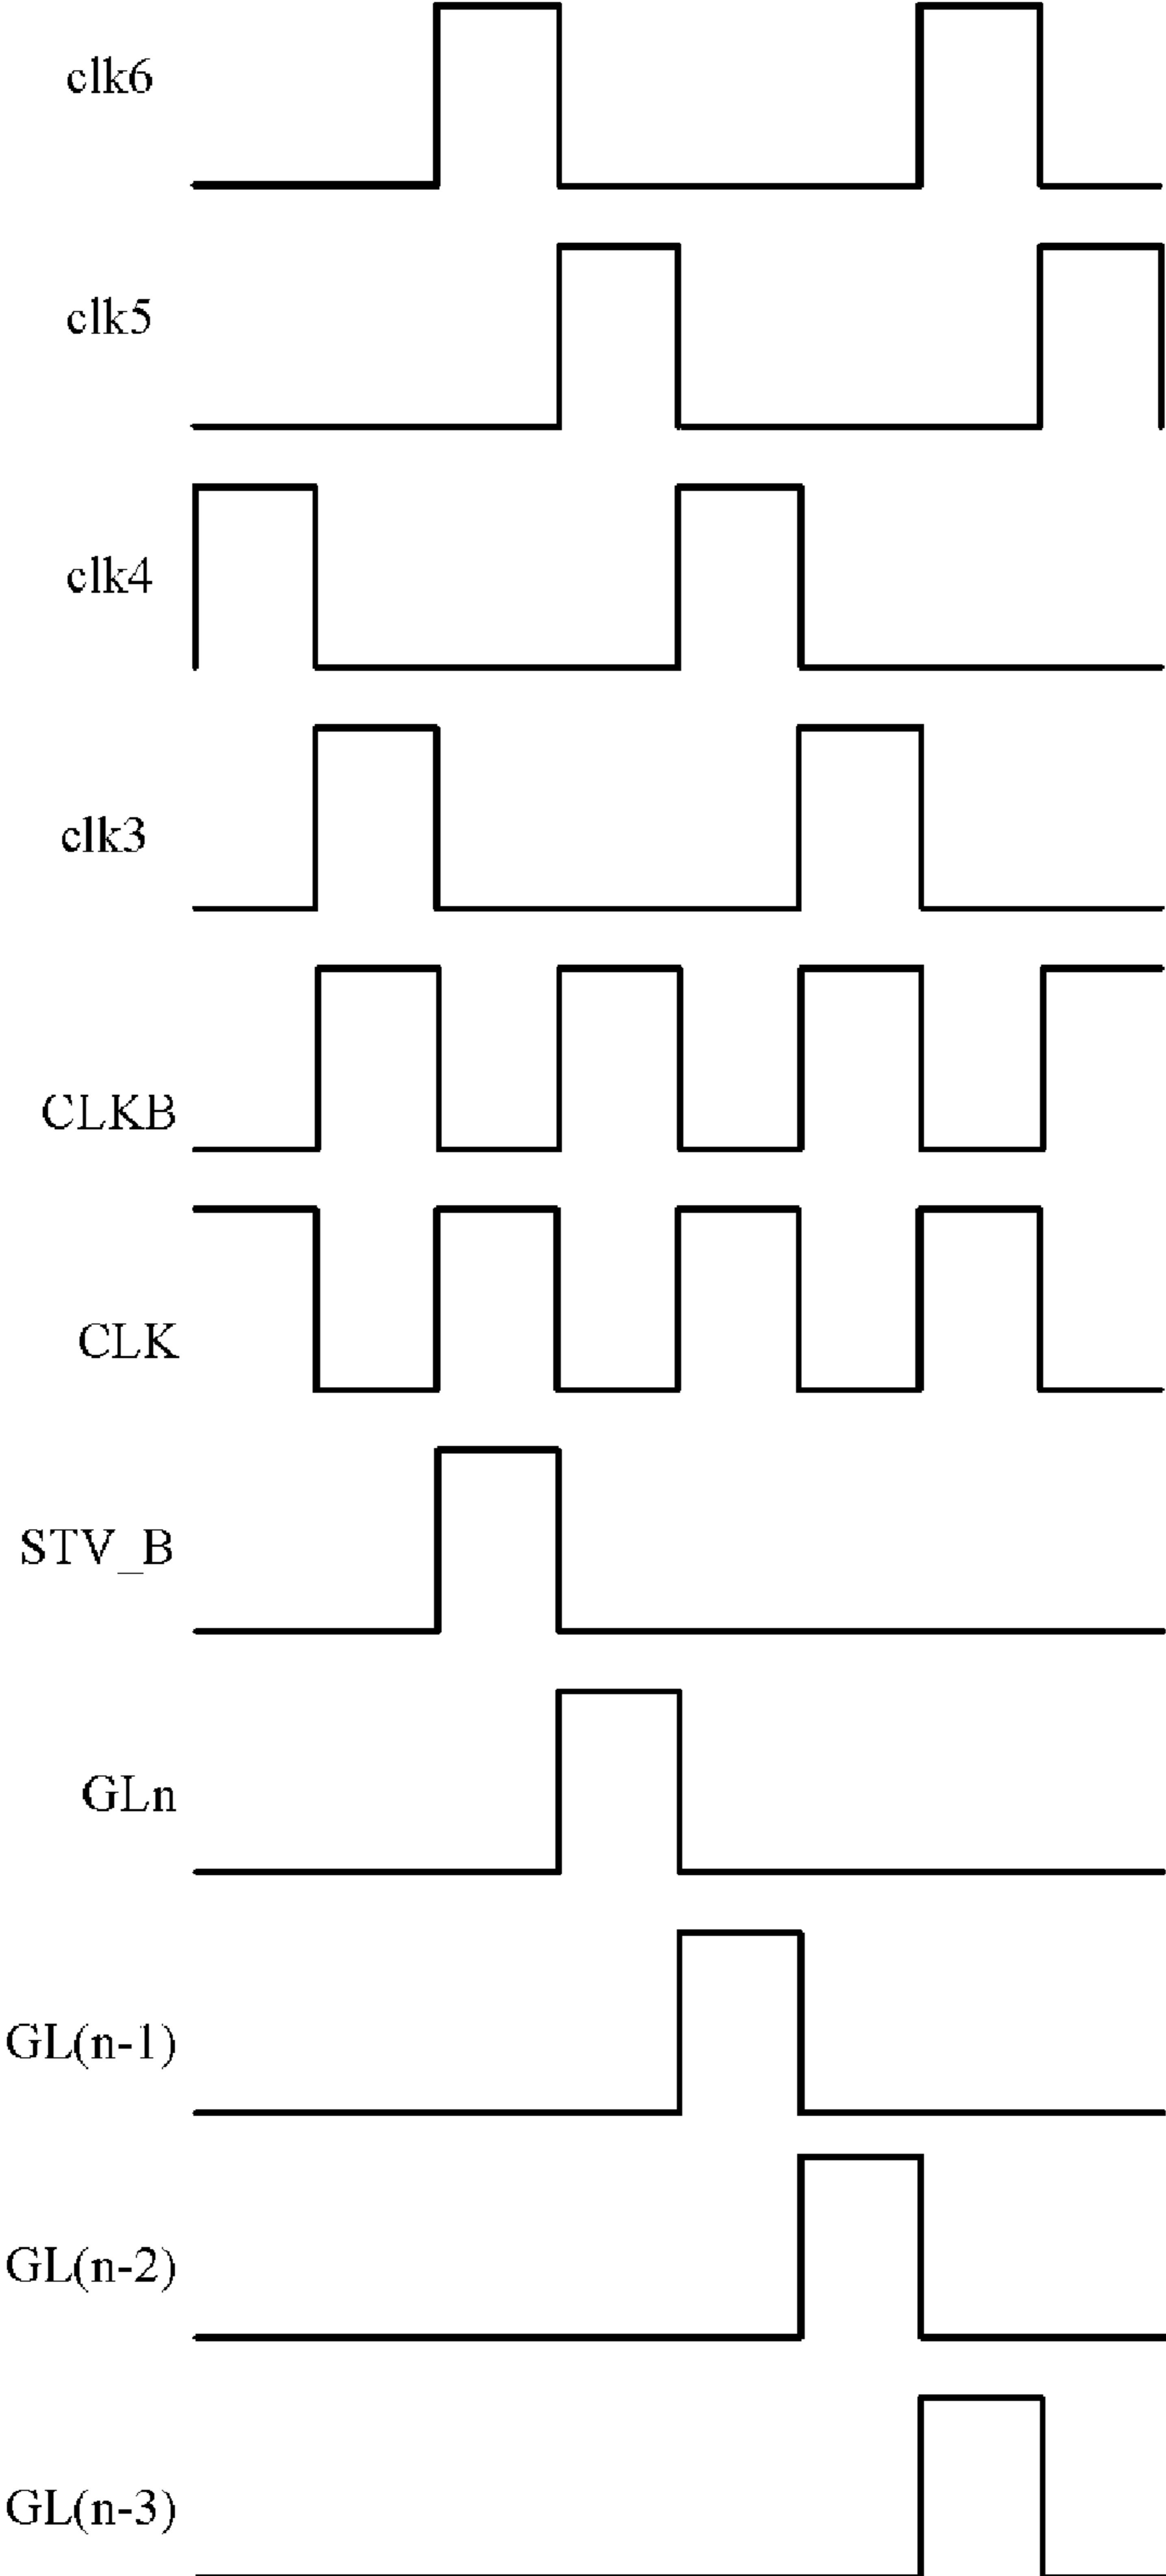 clk6
clk5
clk4
clk3
CLKB
CLK
STV_B
GLn
GL(n-1)
GL(n-2)
GL(n-3)